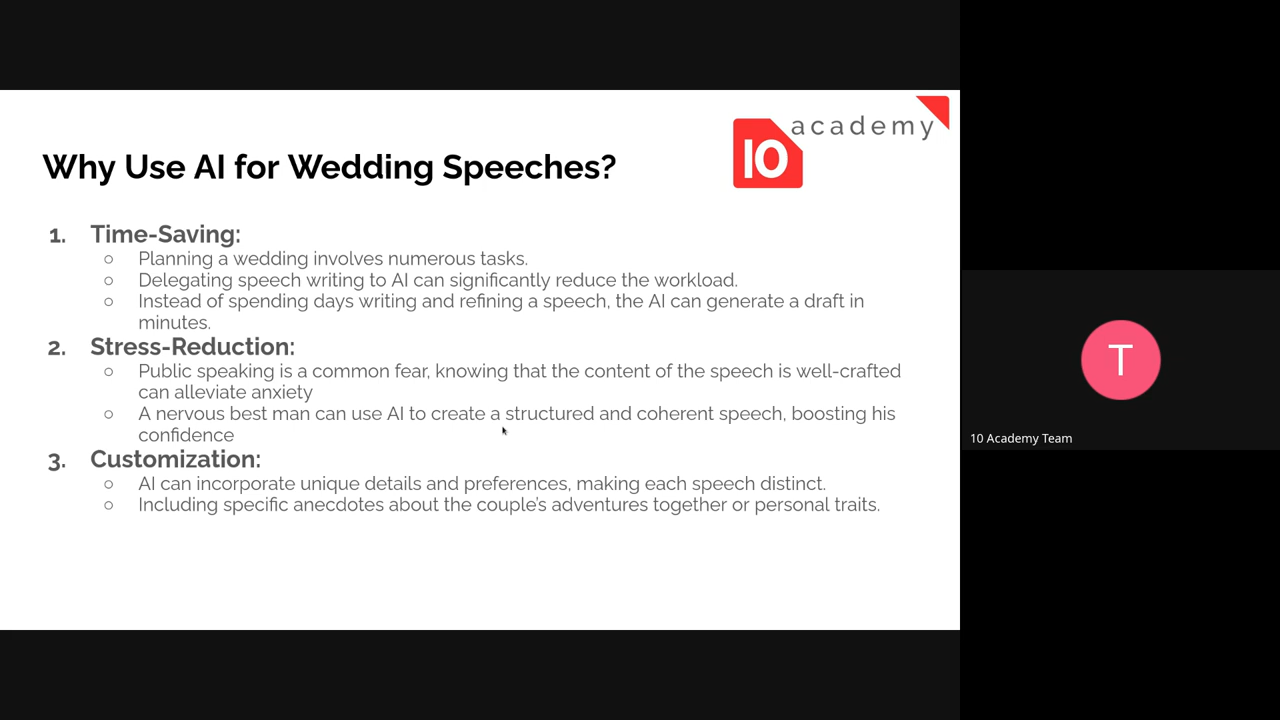 academy
10
Why Use AI for Wedding Speeches?
1. Time-Saving:
○ Planning a wedding involves numerous tasks.
○ Delegating speech writing to AI can significantly reduce the workload.
○ Instead of spending days writing and refining a speech, the AI can generate a draft in
minutes.
2. Stress-Reduction:
○ Public speaking is a common fear, knowing that the content of the speech is well-crafted
can alleviate anxiety
○ A nervous best man can use AI to create a structured and coherent speech, boosting his
confidence
3. Customization:
○ AI can incorporate unique details and preferences, making each speech distinct.
○ Including specific anecdotes about the couple's adventures together or personal traits.
T
10 Academy Team